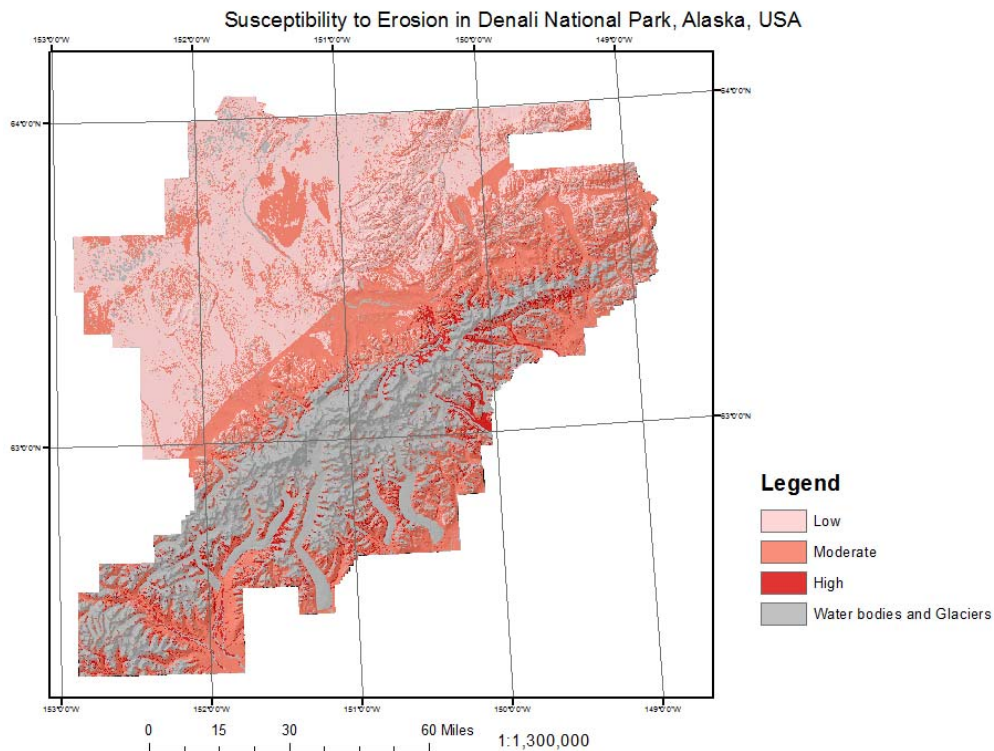 Susceptibility to Erosion in Denali National Park, Alaska, USA
153°0'0"W 152°0'0"W 151°0'0"W 150°0'0"W 149°0'0"W
64°0'0"N
64°0'0"N
63°0'0"N
63°0'0"N
Legend
Low
Moderate
High
Water bodies and Glaciers
153°0'0"W 152°0'0"W 151°0'0"W 150°0'0"W 149°0'0"W
0 15 30 60 Miles
1:1,300,000